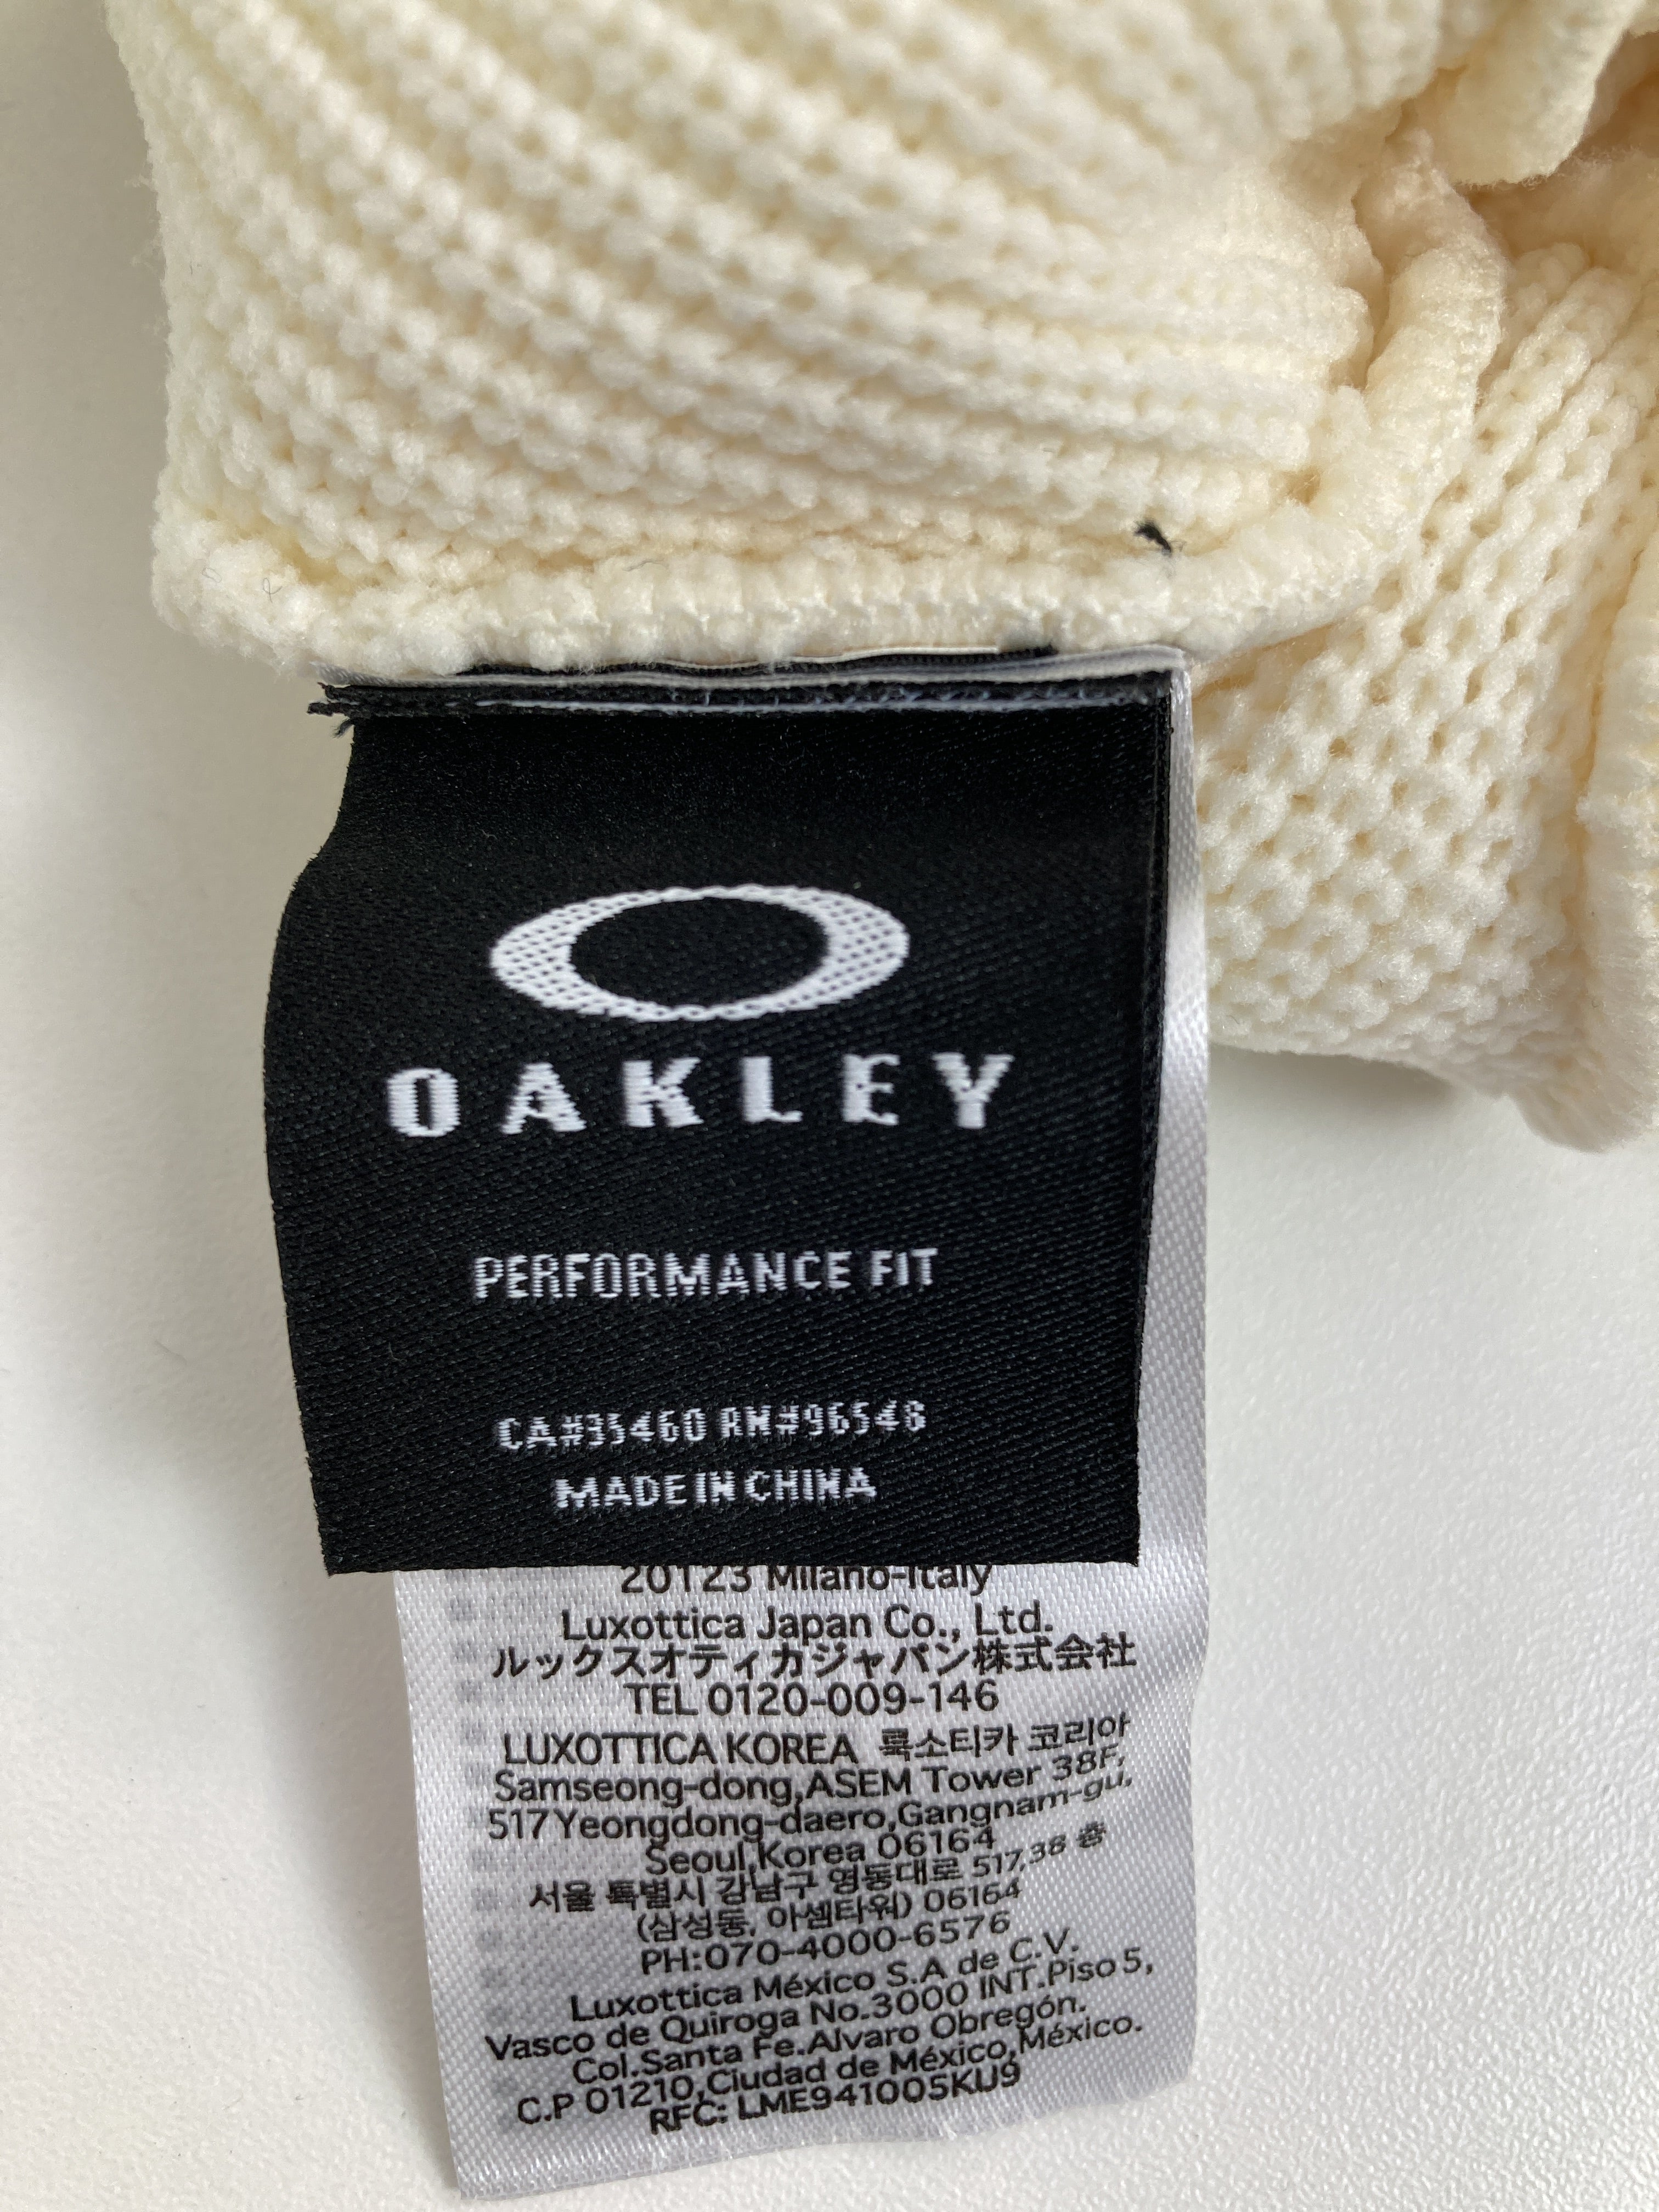 OAKLEY
PERFORMANCE FIT
CA#35460 RN#96548
MADE IN CHINA
20123 Milano-Italy
Luxottica Japan Co., Ltd.
ルックスオティカジャパン株式会社
TEL 0120-009-146
LUXOTTICA KOREA 룩소티카 코리아
Samseong-dong,ASEM Tower 38F,
517 Yeongdong-daero,Gangnam-gu,
Seoul,Korea 06164
서울 특별시 강남구 영동대로 517,38 층
(삼성동, 아셈타워) 06164
PH:070-4000-6576
Luxottica México S.A de C.V.
Vasco de Quiroga No.3000 INT.Piso 5,
Col.Santa Fe.Alvaro Obregón.
C.P 01210,Ciudad de México,México.
RFC: LME941005KU9